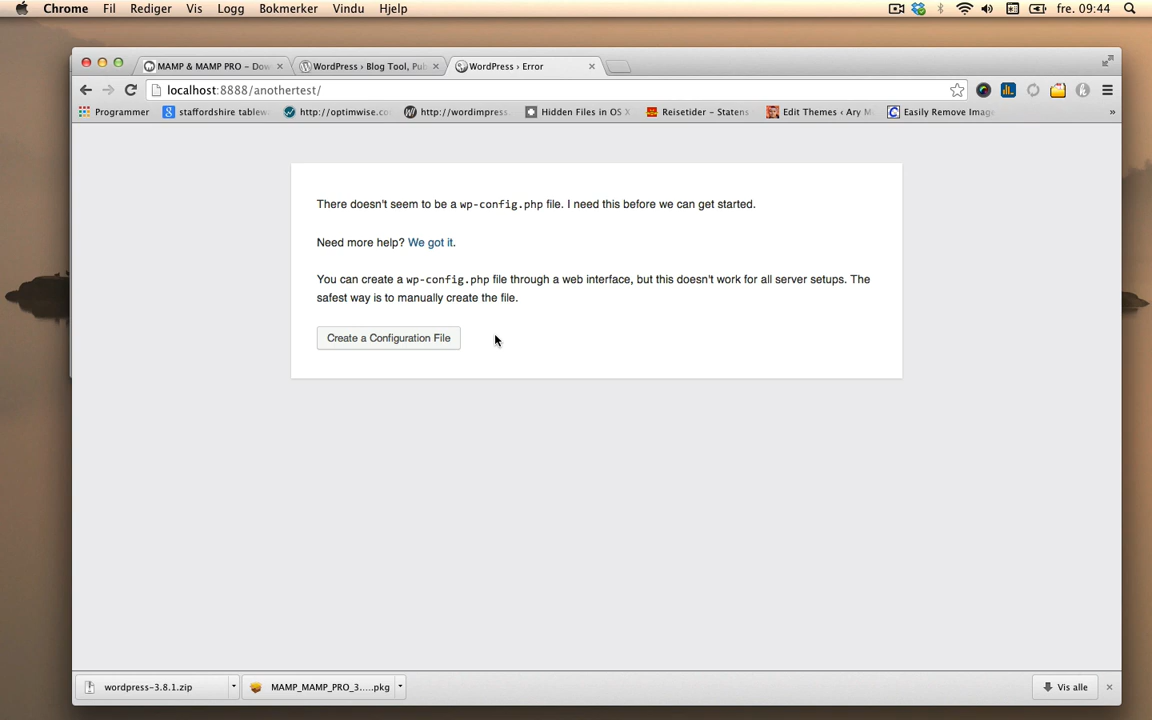 Chrome Fil Rediger Vis Logg Bokmerker Vindu Hjelp fre. 09:44
MAMP & MAMP PRO – Dow WordPress › Blog Tool, Pub WordPress › Error
localhost:8888/anothertest/
Programmer staffordshire tablew http://optimwise.co http://wordimpress Hidden Files in OS X Reisetider – Statens Edit Themes ‹ Ary M Easily Remove Image »
There doesn't seem to be a wp-config.php file. I need this before we can get started.
Need more help? We got it.
You can create a wp-config.php file through a web interface, but this doesn't work for all server setups. The
safest way is to manually create the file.
Create a Configuration File
wordpress-3.8.1.zip MAMP_MAMP_PRO_3.....pkg Vis alle